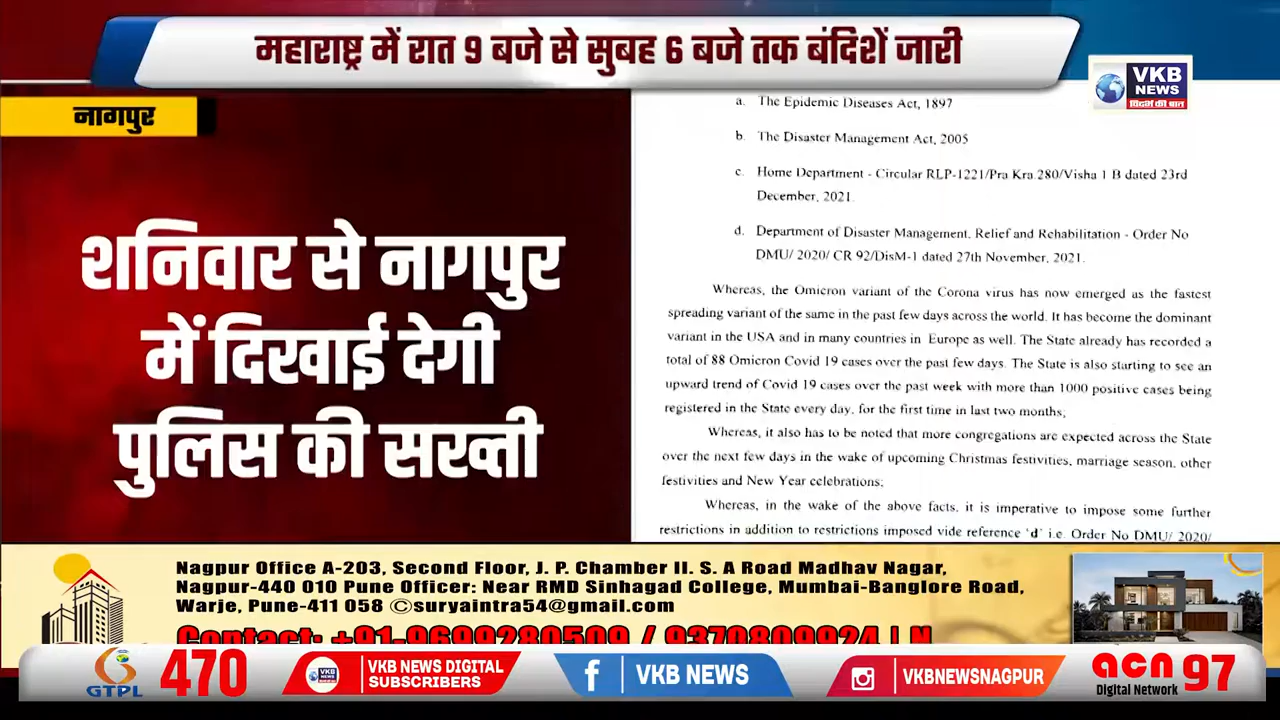 महाराष्ट्र में रात 9 बजे से सुबह 6 बजे तक बंदिशें जारी
VKB
NEWS
विदर्भ की बात
नागपुर
शनिवार से नागपुर
में दिखाई देगी
पुलिस की सख्ती
a. The Epidemic Diseases Act, 1897
b. The Disaster Management Act, 2005
c. Home Department - Circular RLP-1221/Pra Kra.280/Visha 1 B dated 23rd
December, 2021.
d. Department of Disaster Management, Relief and Rehabilitation - Order No
DMU/ 2020/ CR 92/DisM-1 dated 27th November, 2021.
Whereas, the Omicron variant of the Corona virus has now emerged as the fastest
spreading variant of the same in the past few days across the world. It has become the dominant
variant in the USA and in many countries in Europe as well. The State already has recorded a
total of 88 Omicron Covid 19 cases over the past few days. The State is also starting to see an
upward trend of Covid 19 cases over the past week with more than 1000 positive cases being
registered in the State every day, for the first time in last two months;
Whereas, it also has to be noted that more congregations are expected across the State
over the next few days in the wake of upcoming Christmas festivities, marriage season, other
festivities and New Year celebrations;
Whereas, in the wake of the above facts, it is imperative to impose some further
restrictions in addition to restrictions imposed vide reference 'd' i.e. Order No DMU/ 2020/
Nagpur Office A-203, Second Floor, J. P. Chamber II. S. A Road Madhav Nagar,
Nagpur-440 010 Pune Officer: Near RMD Sinhagad College, Mumbai-Banglore Road,
Warje, Pune-411 058 ©suryaintra54@gmail.com
Contact: +91-9699280509 / 9370809924 | N
GTPL
470
VKB NEWS DIGITAL
SUBSCRIBERS
VKB NEWS
VKBNEWSNAGPUR
acn 97
Digital Network